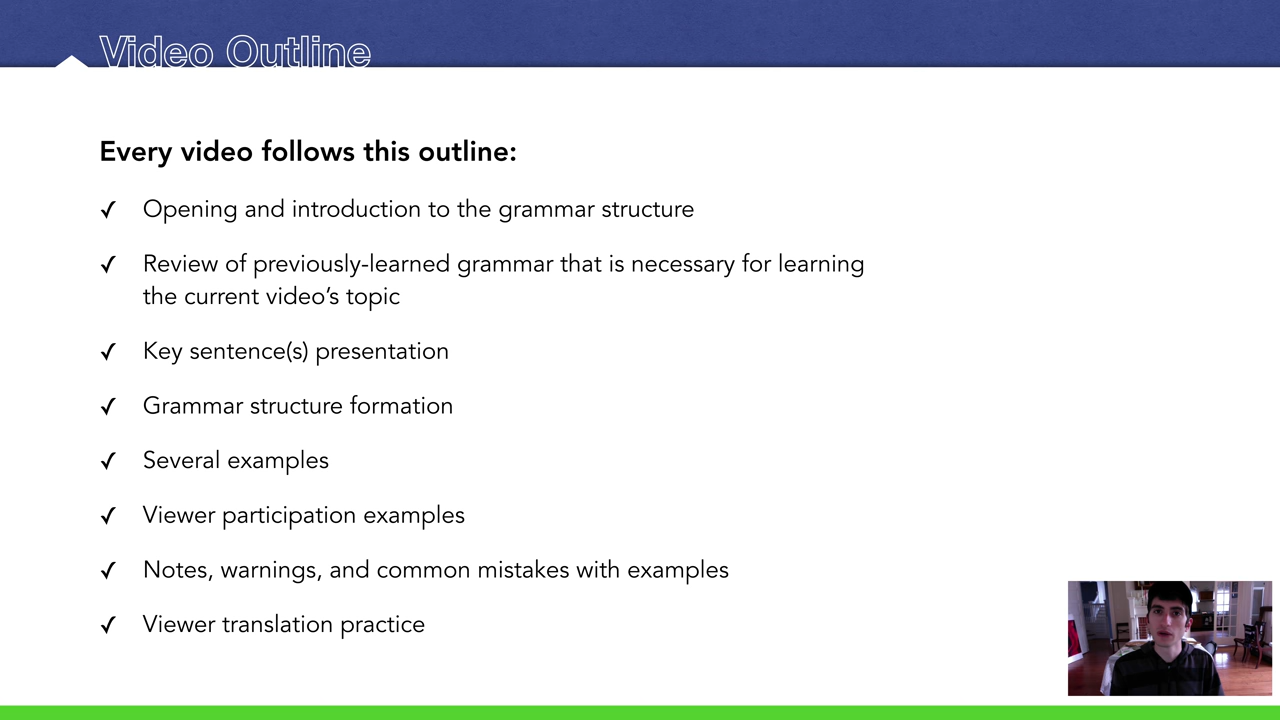 Video Outline
Every video follows this outline:
✓ Opening and introduction to the grammar structure
✓ Review of previously-learned grammar that is necessary for learning
the current video’s topic
✓ Key sentence(s) presentation
✓ Grammar structure formation
✓ Several examples
✓ Viewer participation examples
✓ Notes, warnings, and common mistakes with examples
✓ Viewer translation practice